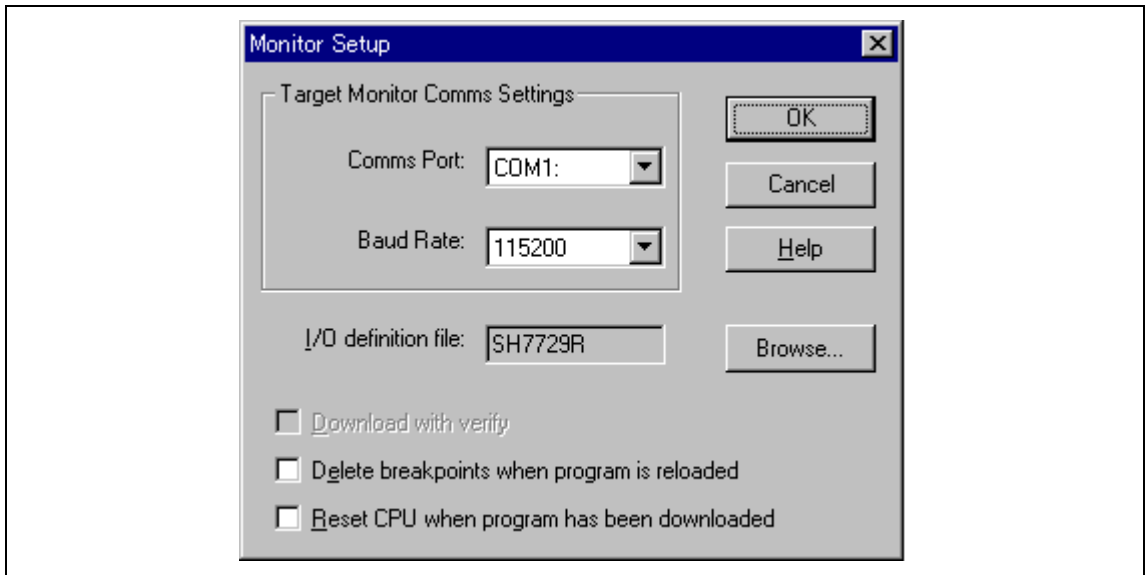 Monitor Setup
Target Monitor Comms Settings
OK
Comms Port: COM1:
Cancel
Baud Rate: 115200
Help
I/O definition file: SH7729R
Browse...
Download with verify
Delete breakpoints when program is reloaded
Reset CPU when program has been downloaded